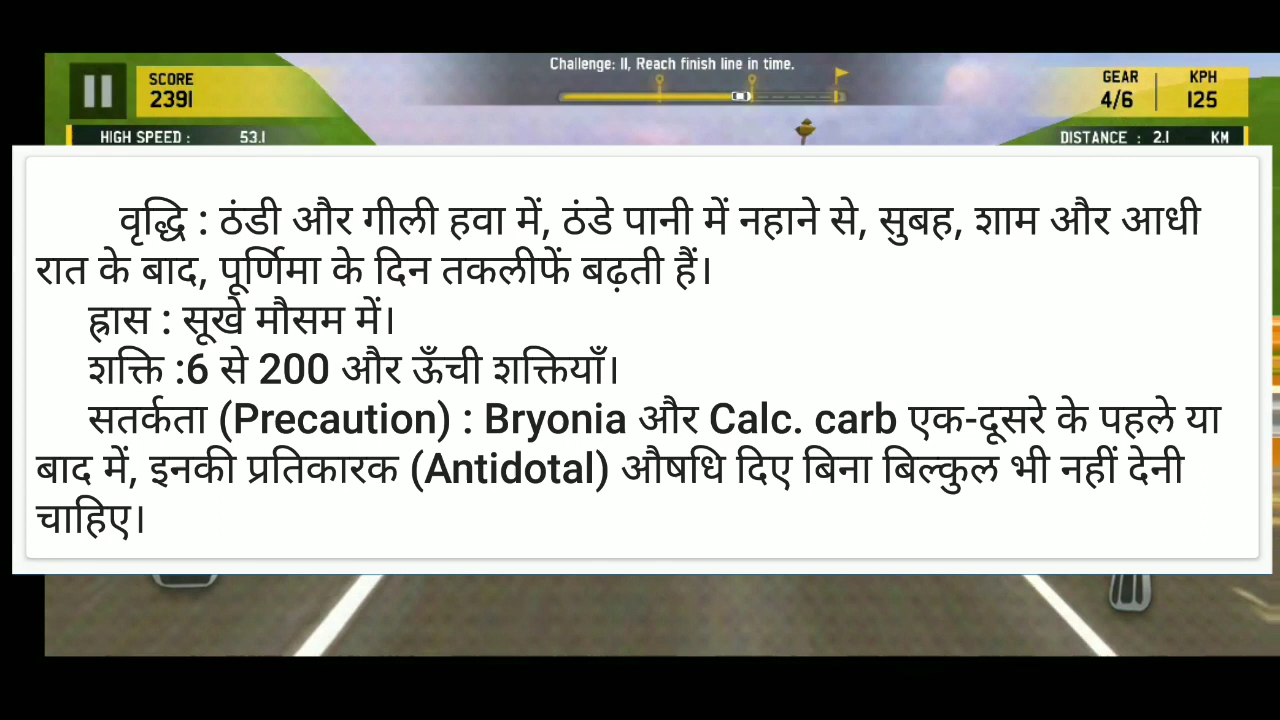 Challenge: II, Reach finish line in time.
SCORE
2391
GEAR KPH
4/6 125
HIGH SPEED : 53.1
DISTANCE : 2.1 KM
वृद्धि : ठंडी और गीली हवा में, ठंडे पानी में नहाने से, सुबह, शाम और आधी
रात के बाद, पूर्णिमा के दिन तकलीफें बढ़ती हैं।
ह्रास : सूखे मौसम में।
शक्ति :6 से 200 और ऊँची शक्तियाँ।
सतर्कता (Precaution) : Bryonia और Calc. carb एक-दूसरे के पहले या
बाद में, इनकी प्रतिकारक (Antidotal) औषधि दिए बिना बिल्कुल भी नहीं देनी
चाहिए।